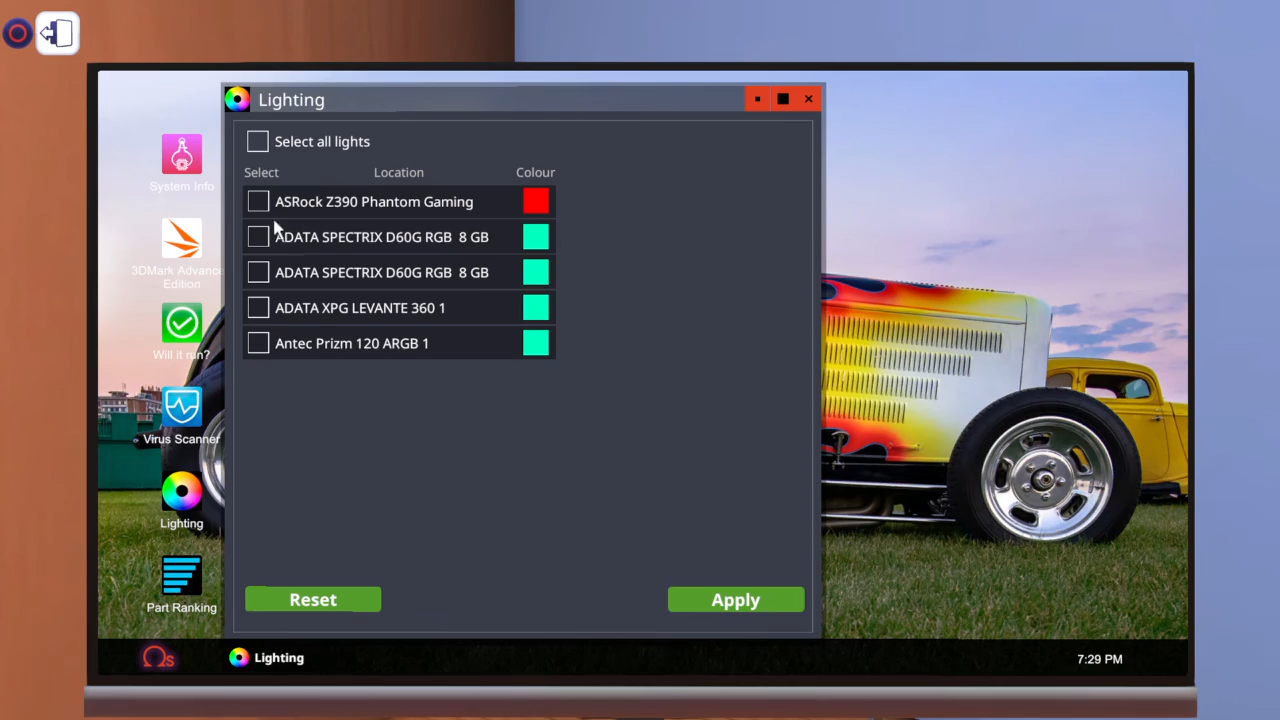 Lighting
Select all lights
Select Location Colour
ASRock Z390 Phantom Gaming
ADATA SPECTRIX D60G RGB 8 GB
ADATA SPECTRIX D60G RGB 8 GB
ADATA XPG LEVANTE 360 1
Antec Prizm 120 ARGB 1
Reset
Apply
System Info
3DMark Advance
Edition
Will it run?
Virus Scanner
Lighting
Part Ranking
Ωs
Lighting
7:29 PM